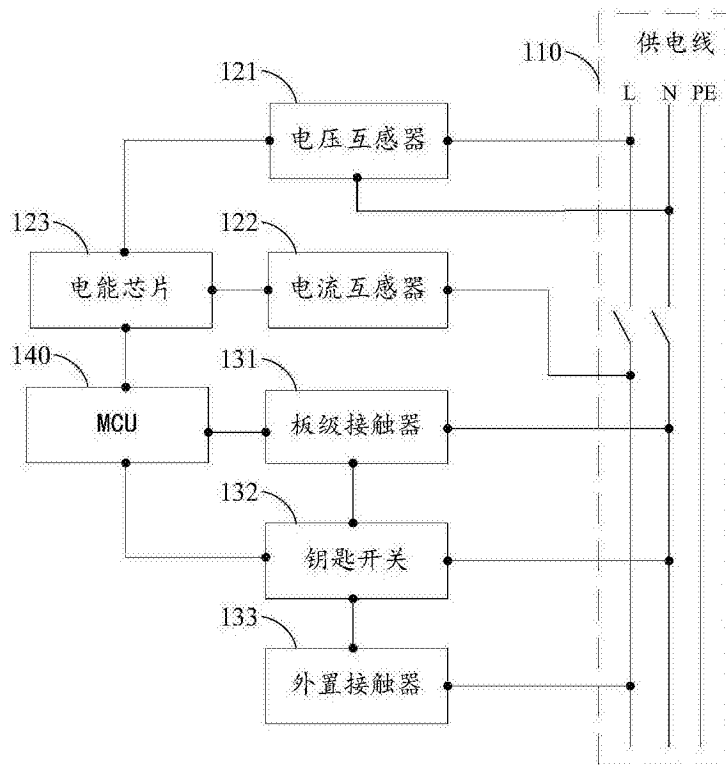 供电线
110
L N PE
121
电压互感器
123
电能芯片
122
电流互感器
140
MCU
131
板级接触器
132
钥匙开关
133
外置接触器